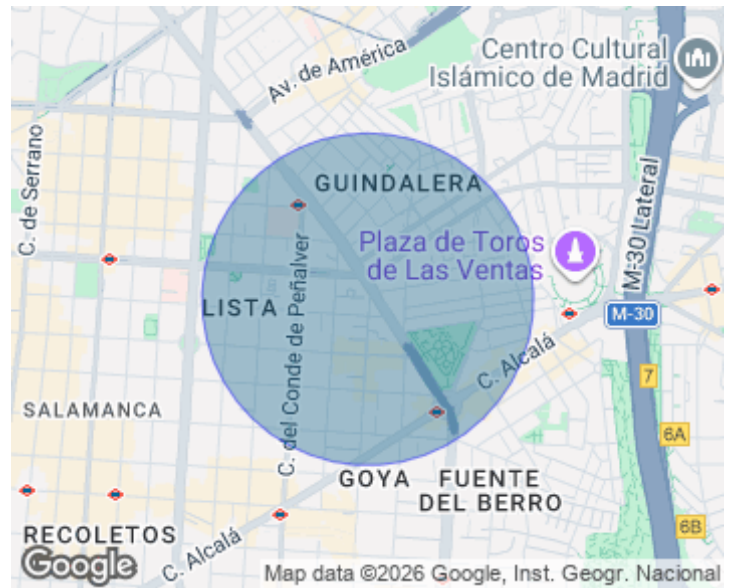 Centro Cultural
Islámico de Madrid
Av. de América
C. de Serrano
GUINDALERA
Plaza de Toros
de Las Ventas
M-30 Lateral
C. del Conde de Peñalver
LISTA
M-30
C. Alcalá
7
SALAMANCA
6A
GOYA
FUENTE
DEL BERRO
RECOLETOS
6B
C. Alcalá
Google
Map data ©2026 Google, Inst. Geogr. Nacional